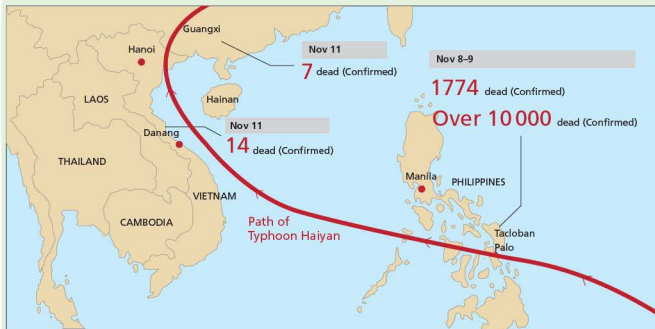 Guangxi
Hanoi
Nov 11
7 dead (Confirmed)
Nov 8–9
1774 dead (Confirmed)
Over 10 000 dead (Confirmed)
LAOS
Hainan
Nov 11
14 dead (Confirmed)
Danang
THAILAND
Manila
PHILIPPINES
VIETNAM
CAMBODIA
Path of
Typhoon Haiyan
Tacloban
Palo